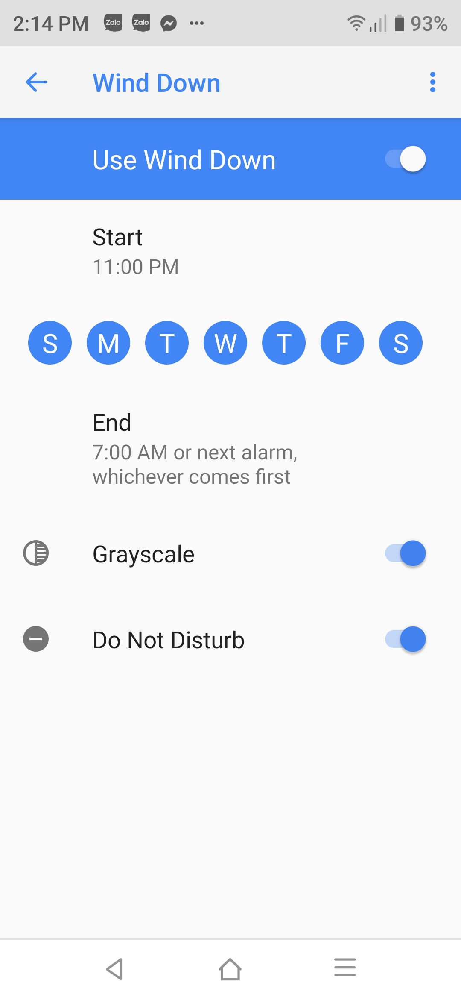 2:14 PM Zalo Zalo 93%
Wind Down
Use Wind Down
Start
11:00 PM
S M T W T F S
End
7:00 AM or next alarm,
whichever comes first
Grayscale
Do Not Disturb